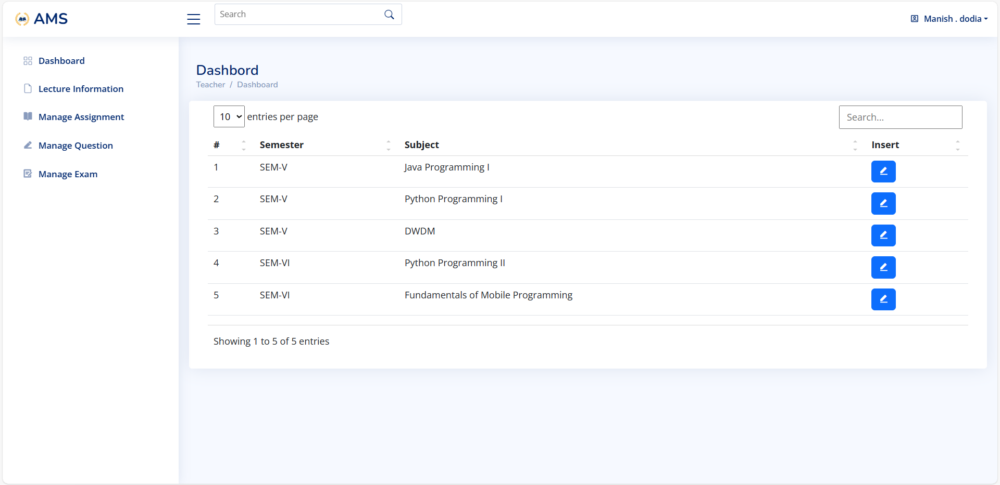 AMS
Search
Manish . dodia
Dashboard
Lecture Information
Manage Assignment
Manage Question
Manage Exam
Dashbord
Teacher / Dashboard
10 entries per page
Search...
# Semester Subject Insert
1 SEM-V Java Programming I
2 SEM-V Python Programming I
3 SEM-V DWDM
4 SEM-VI Python Programming II
5 SEM-VI Fundamentals of Mobile Programming
Showing 1 to 5 of 5 entries